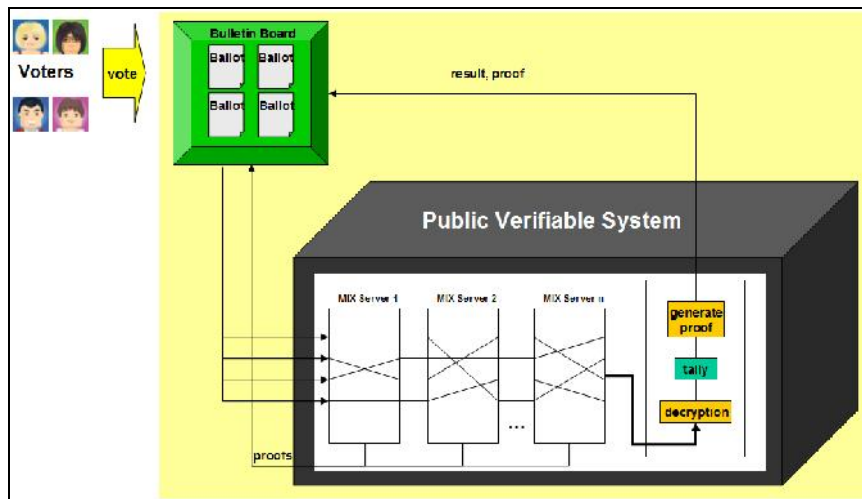 Bulletin Board
Ballot Ballot
Ballot Ballot
Voters
vote
result, proof
Public Verifiable System
MIX Server 1 MIX Server 2 MIX Server n
generate
proof
tally
decryption
...
proofs